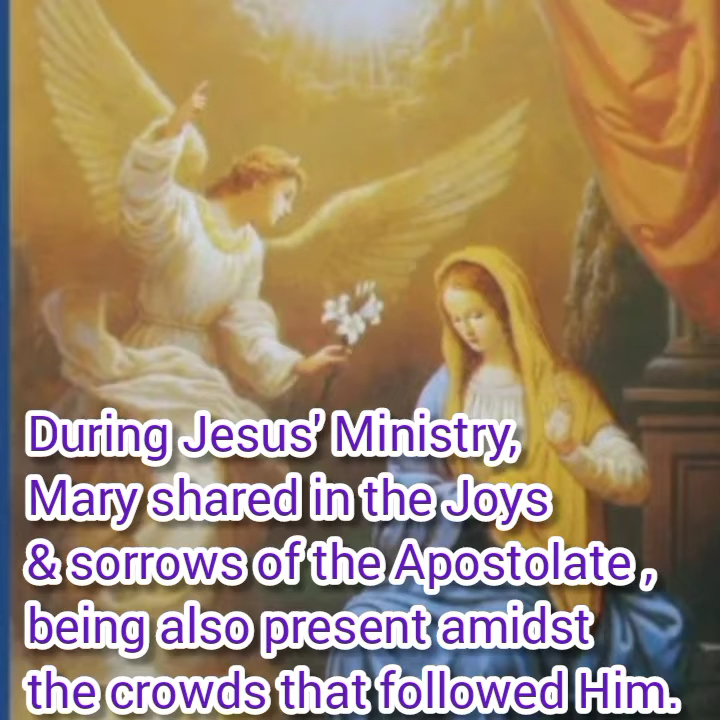 During Jesus' Ministry,
Mary shared in the Joys
& sorrows of the Apostolate ,
being also present amidst
the crowds that followed Him.